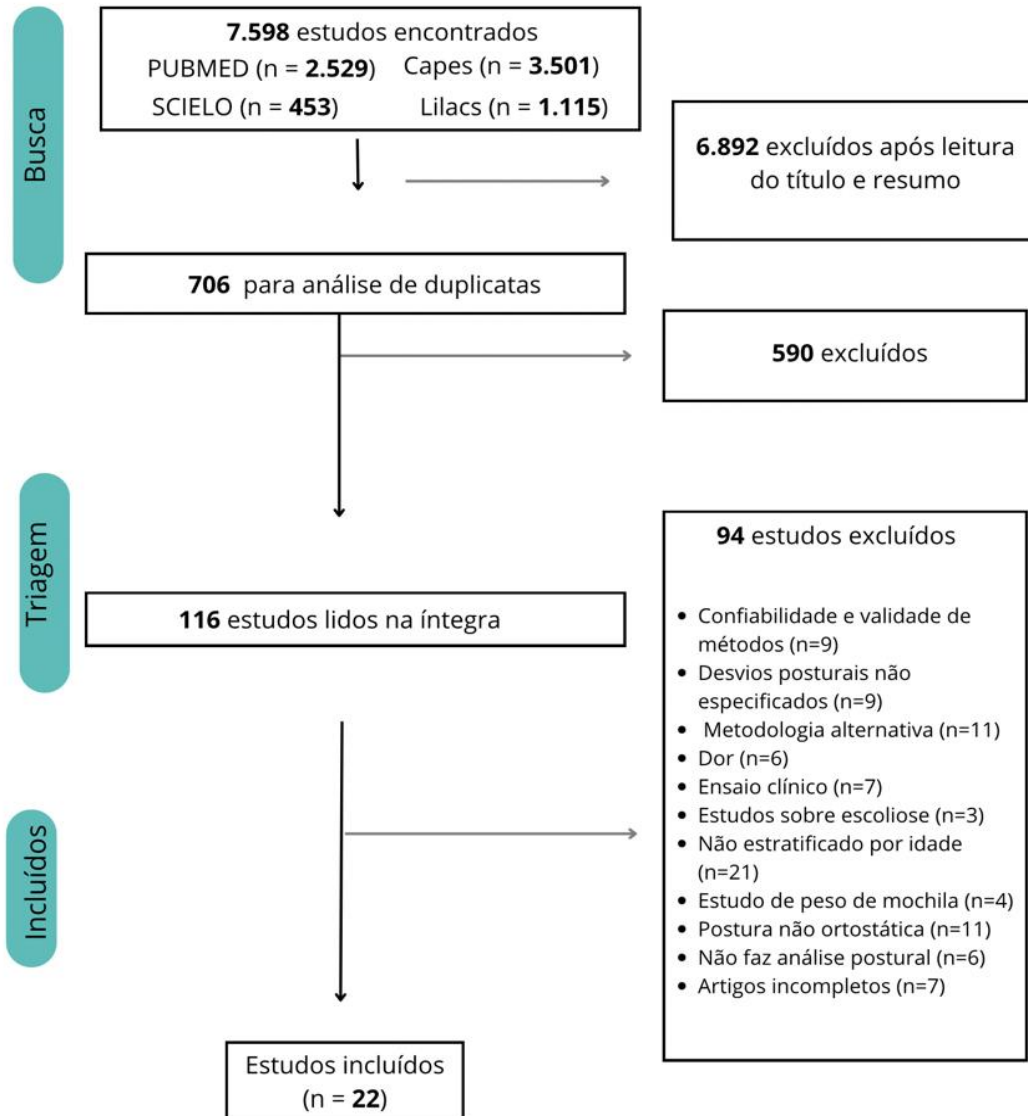 Busca
7.598 estudos encontrados
PUBMED (n = 2.529) Capes (n = 3.501)
SCIELO (n = 453) Lilacs (n = 1.115)
6.892 excluídos após leitura
do título e resumo
706 para análise de duplicatas
590 excluídos
Triagem
116 estudos lidos na íntegra
94 estudos excluídos
• Confiabilidade e validade de
métodos (n=9)
• Desvios posturais não
especificados (n=9)
• Metodologia alternativa (n=11)
• Dor (n=6)
• Ensaio clínico (n=7)
• Estudos sobre escoliose (n=3)
• Não estratificado por idade
(n=21)
• Estudo de peso de mochila (n=4)
• Postura não ortostática (n=11)
• Não faz análise postural (n=6)
• Artigos incompletos (n=7)
Incluídos
Estudos incluídos
(n = 22)